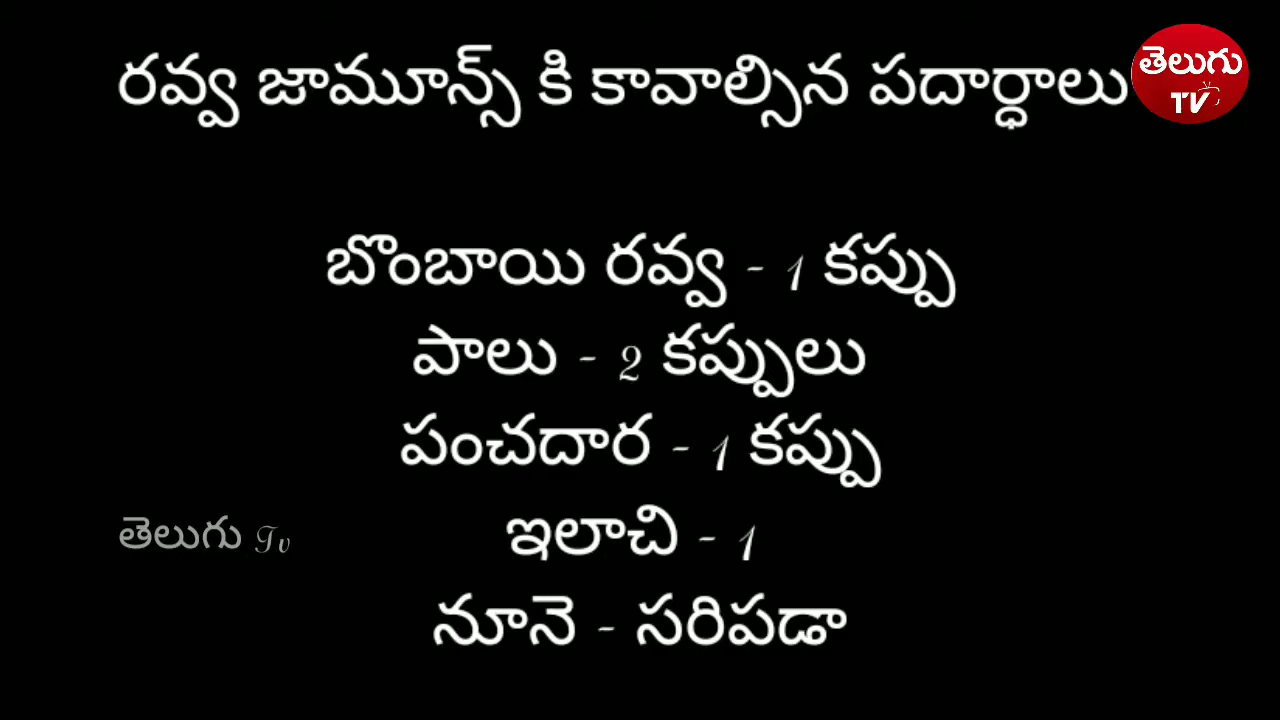 రవ్వ జామూన్స్ కి కావాల్సిన పదార్ధాలు
తెలుగు
TV
బొంబాయి రవ్వ - 1 కప్పు
పాలు - 2 కప్పులు
పంచదార - 1 కప్పు
ఇలాచి - 1
తెలుగు Tv
నూనె - సరిపడా